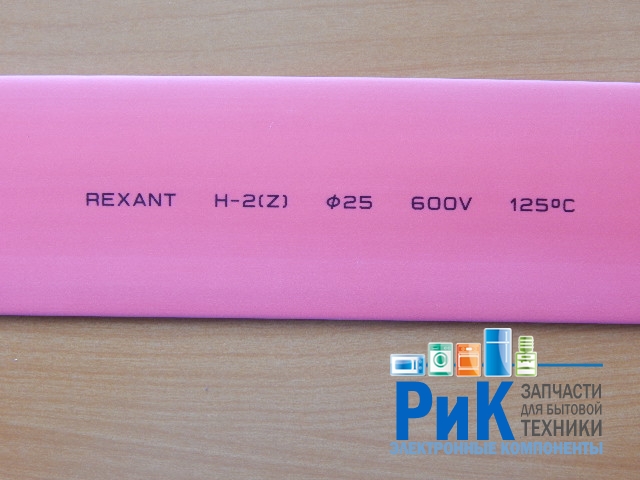 REXANT H-2(Z) φ25 600V 125ºC
РиК
ЗАПЧАСТИ
ДЛЯ БЫТОВОЙ
ТЕХНИКИ
ЭЛЕКТРОННЫЕ КОМПОНЕНТЫ